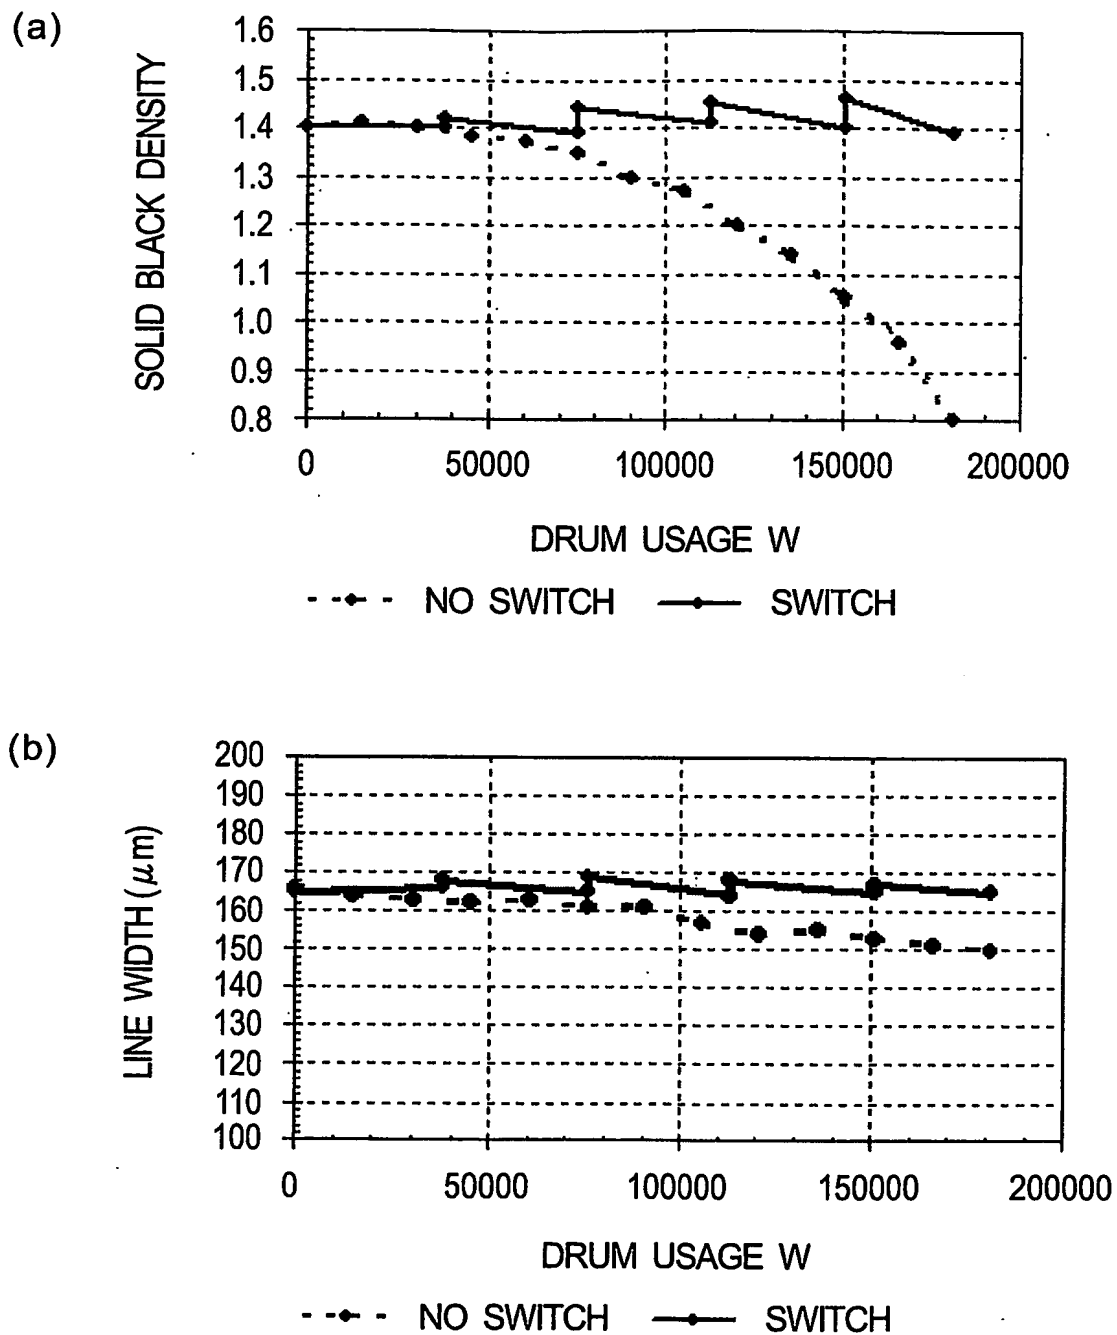 (a)
SOLID BLACK DENSITY
1.6
1.5
1.4
1.3
1.2
1.1
1.0
0.9
0.8
0 50000 100000 150000 200000
DRUM USAGE W
NO SWITCH SWITCH
(b)
LINE WIDTH (μm)
200
190
180
170
160
150
140
130
120
110
100
0 50000 100000 150000 200000
DRUM USAGE W
NO SWITCH SWITCH